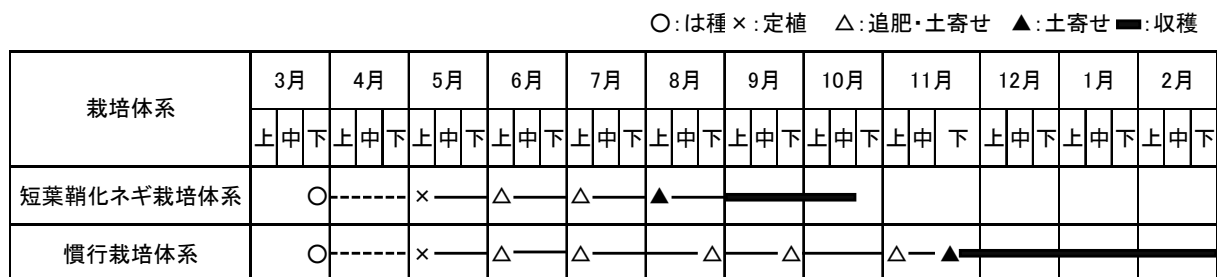 ○:は種 ×:定植 △:追肥・土寄せ ▲:土寄せ ▬:収穫
栽培体系 3月 4月 5月 6月 7月 8月 9月 10月 11月 12月 1月 2月
上 中 下 上 中 下 上 中 下 上 中 下 上 中 下 上 中 下 上 中 下 上 中 下 上 中 下 上 中 下 上 中 下 上 中 下
短葉鞘化ネギ栽培体系 ○ × △ △ ▲
慣行栽培体系 ○ × △ △ △ △ △ ▲